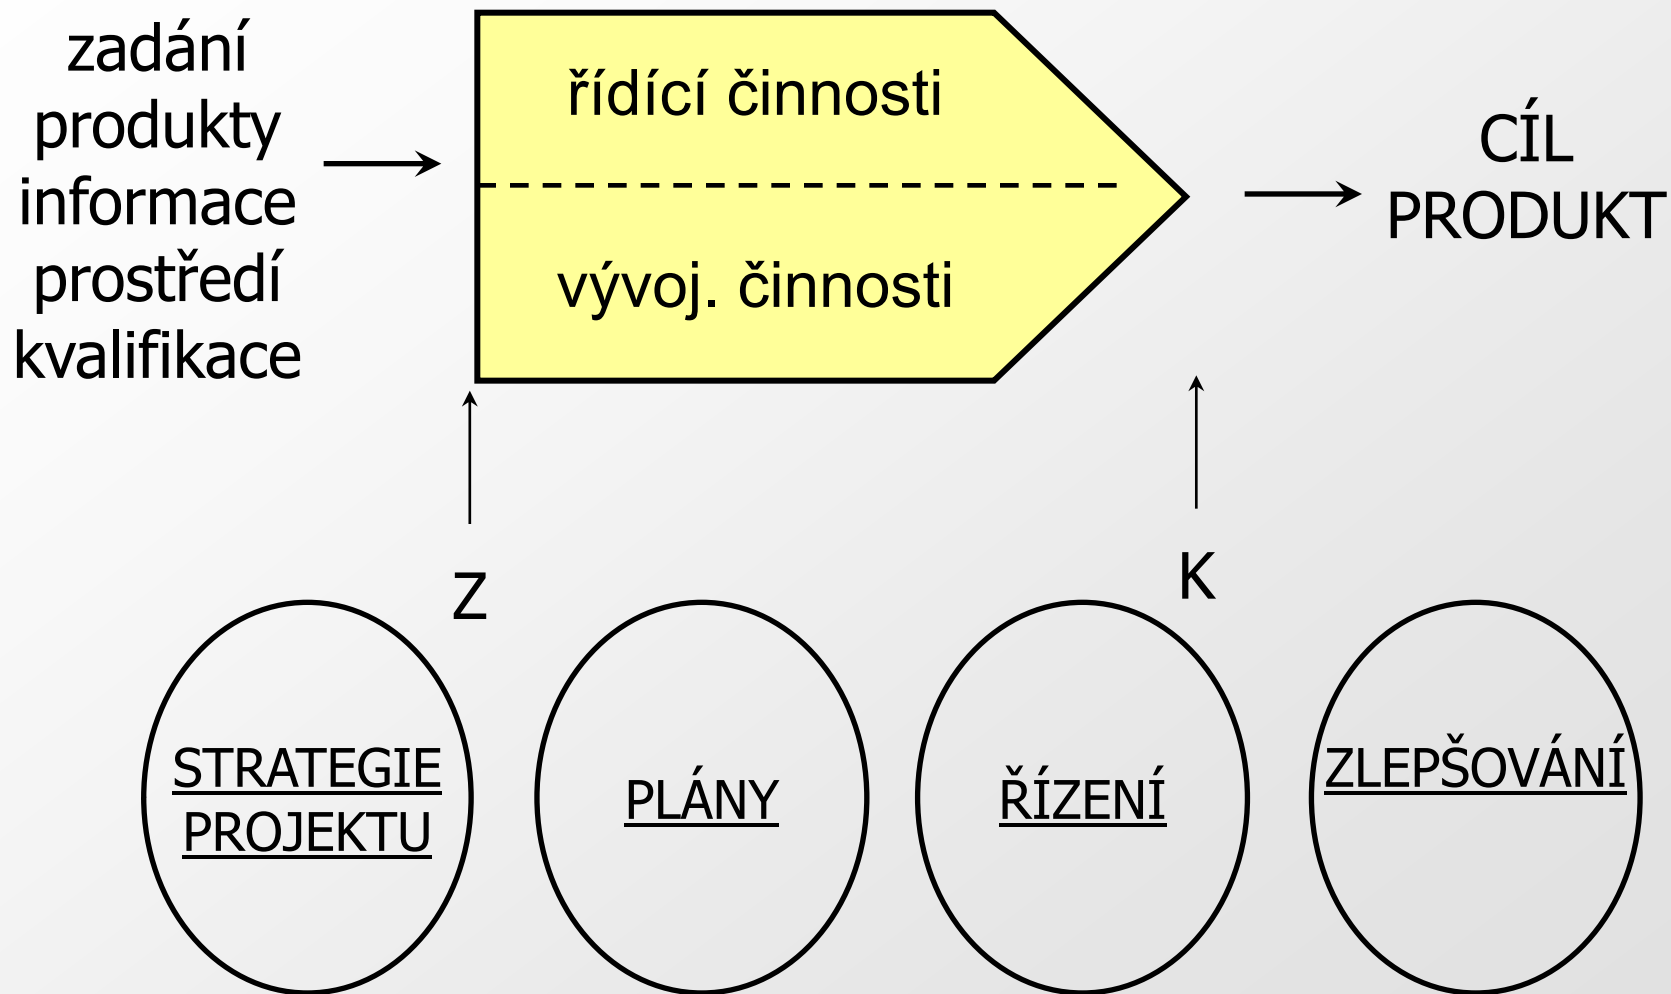 zadání
produkty
informace
prostředí
kvalifikace
řídící činnosti
vývoj. činnosti
CÍL
PRODUKT
Z
K
STRATEGIE
PROJEKTU
PLÁNY
ŘÍZENÍ
ZLEPŠOVÁNÍ